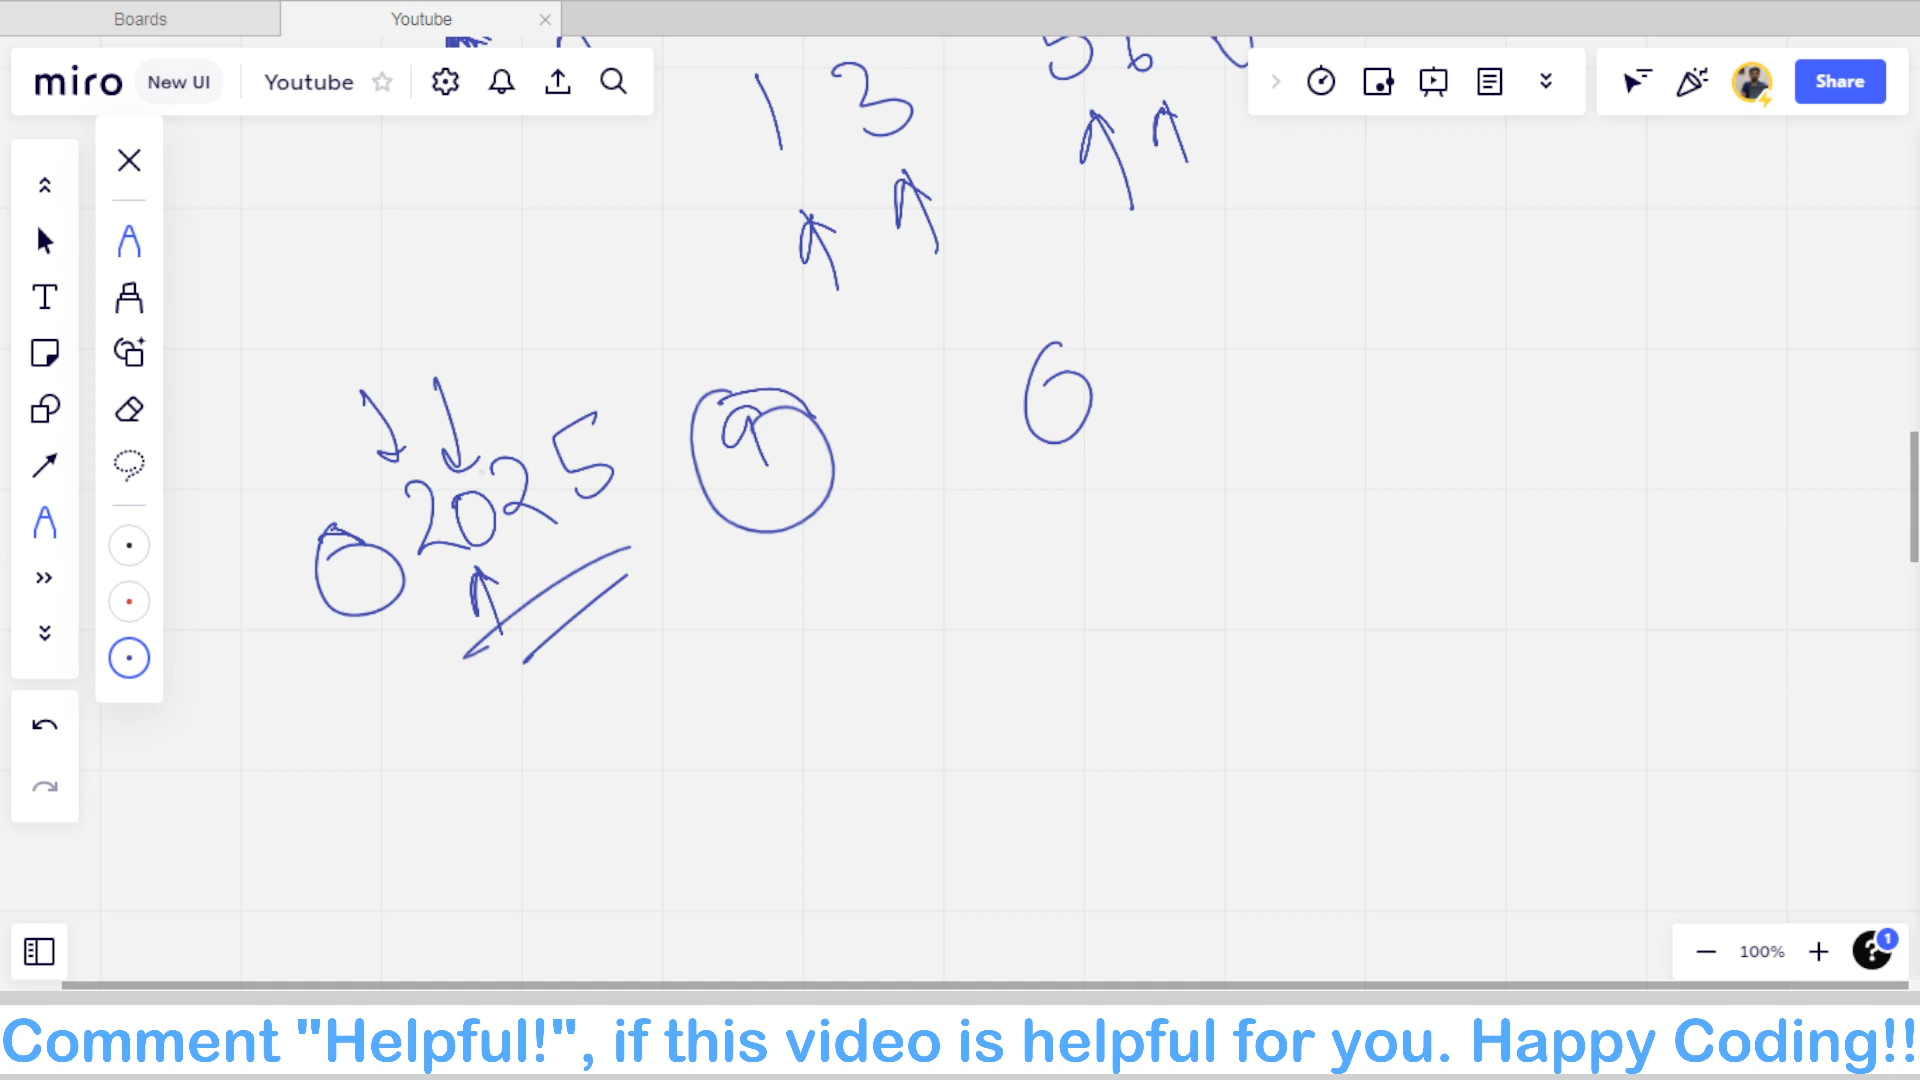 Boards
Youtube
miro
New UI
Youtube
Share
1 3
5 6
6
2025
9
100%
1
Comment "Helpful!", if this video is helpful for you. Happy Coding!!